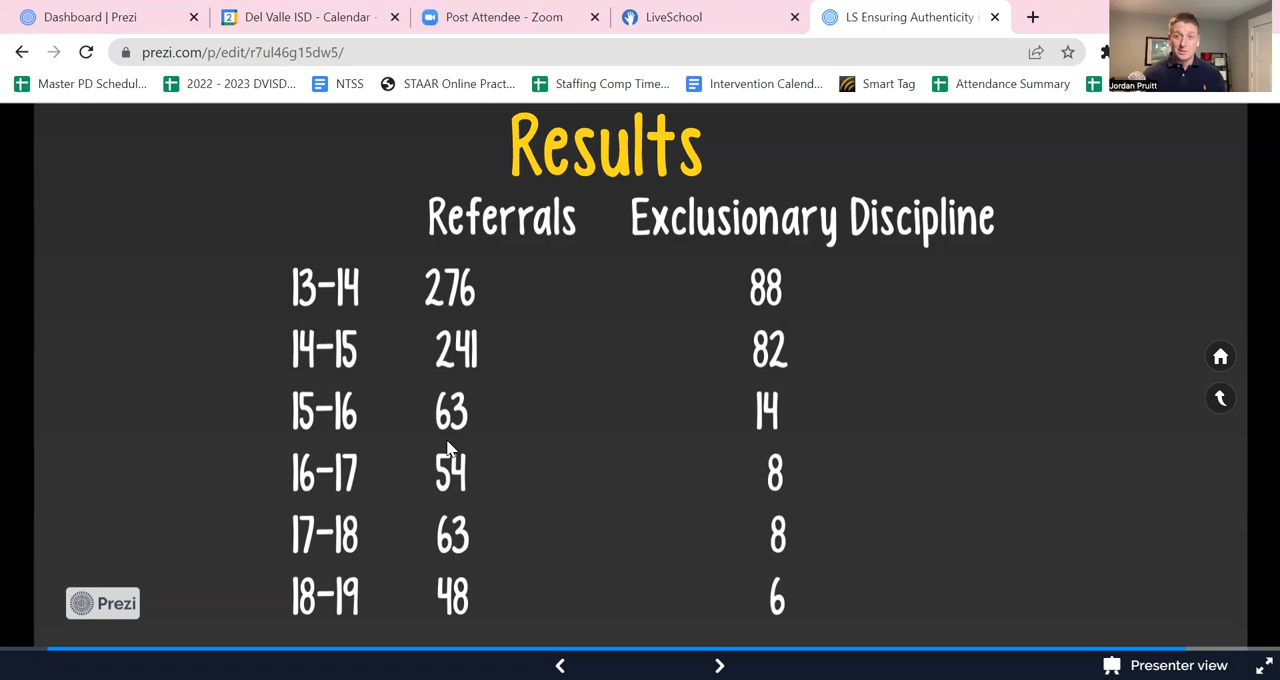 Dashboard | Prezi
2
Del Valle ISD - Calendar -
Post Attendee - Zoom
LiveSchool
LS Ensuring Authenticity
prezi.com/p/edit/r7ul46g15dw5/
Master PD Schedul...
2022 - 2023 DVISD...
NTSS
STAAR Online Pract...
Staffing Comp Time...
Intervention Calend...
Smart Tag
Attendance Summary
Jordan Pruitt
Results
Referrals Exclusionary Discipline
13-14 276 88
14-15 241 82
15-16 63 14
16-17 54 8
17-18 63 8
18-19 48 6
Prezi
Presenter view